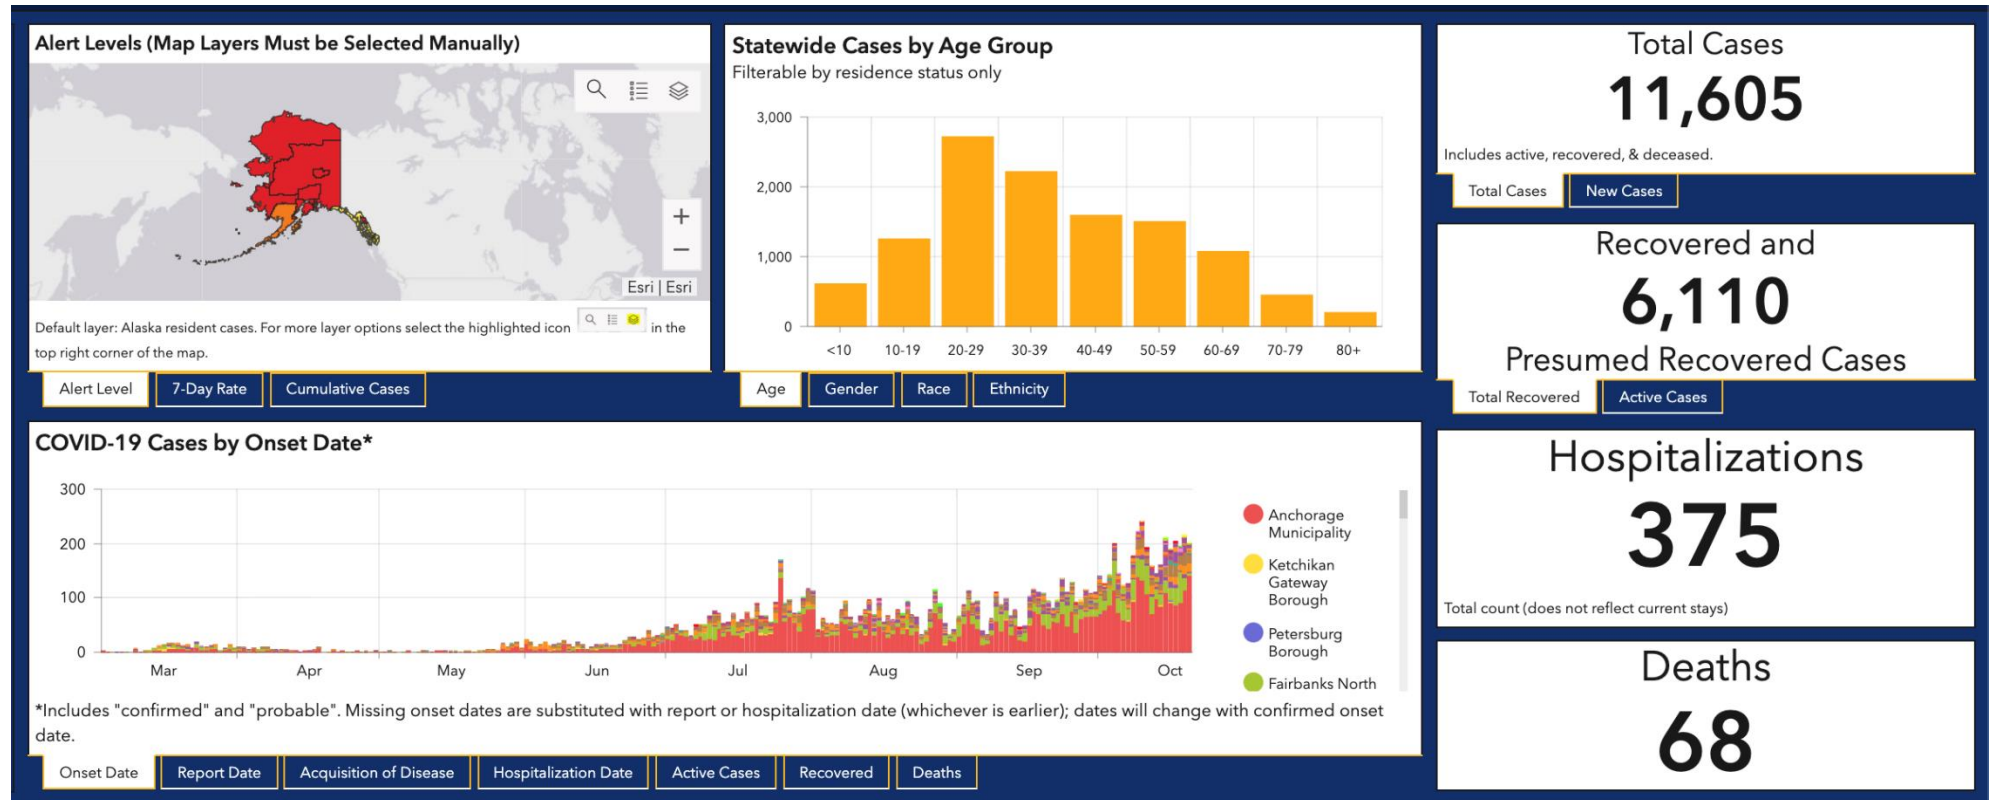 Alert Levels (Map Layers Must be Selected Manually)
Esri | Esri
Default layer: Alaska resident cases. For more layer options select the highlighted icon in the
top right corner of the map.
Alert Level
7-Day Rate
Cumulative Cases
Statewide Cases by Age Group
Filterable by residence status only
3,000
2,000
1,000
0
<10 10-19 20-29 30-39 40-49 50-59 60-69 70-79 80+
Age
Gender
Race
Ethnicity
Total Cases
11,605
Includes active, recovered, & deceased.
Total Cases
New Cases
Recovered and
6,110
Presumed Recovered Cases
Total Recovered
Active Cases
COVID-19 Cases by Onset Date*
300
200
100
0
Mar Apr May Jun Jul Aug Sep Oct
Anchorage
Municipality
Ketchikan
Gateway
Borough
Petersburg
Borough
Fairbanks North
*Includes "confirmed" and "probable". Missing onset dates are substituted with report or hospitalization date (whichever is earlier); dates will change with confirmed onset
date.
Onset Date
Report Date
Acquisition of Disease
Hospitalization Date
Active Cases
Recovered
Deaths
Hospitalizations
375
Total count (does not reflect current stays)
Deaths
68